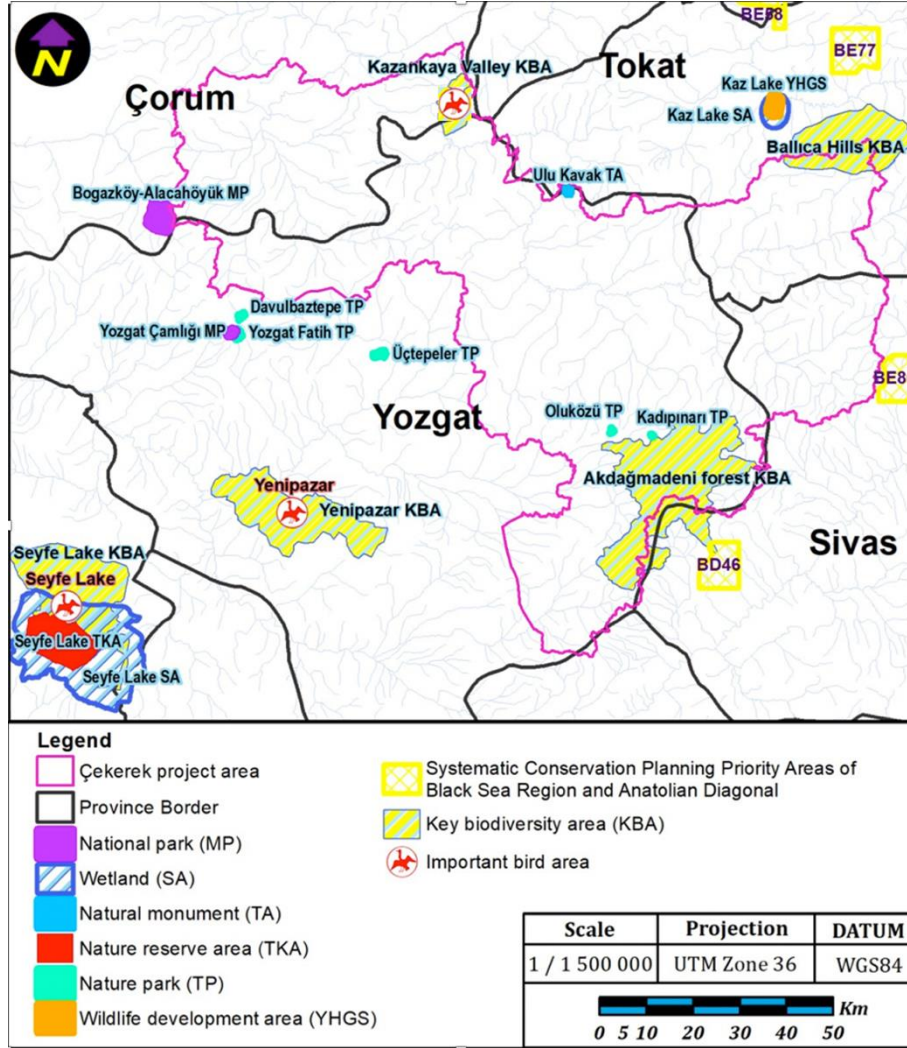 N
BE68
BE77
Kazankaya Valley KBA
Tokat
Çorum
Kaz Lake YHGS
Kaz Lake SA
Ballıca Hills KBA
Ulu Kavak TA
Bogazköy-Alacahöyük MP
Davulbaztepe TP
Yozgat Çamlığı MP
Yozgat Fatih TP
Üçtepeler TP
BE8
Yozgat
Oluközü TP
Kadıpınarı TP
Akdağmadeni forest KBA
Yenipazar
Yenipazar KBA
Sivas
BD46
Seyfe Lake KBA
Seyfe Lake
Seyfe Lake TKA
Seyfe Lake SA
Legend
Çekerek project area
Province Border
National park (MP)
Wetland (SA)
Natural monument (TA)
Nature reserve area (TKA)
Nature park (TP)
Wildlife development area (YHGS)
Systematic Conservation Planning Priority Areas of
Black Sea Region and Anatolian Diagonal
Key biodiversity area (KBA)
Important bird area
Scale Projection DATUM
1 / 1 500 000 UTM Zone 36 WGS84
Km
0 5 10 20 30 40 50